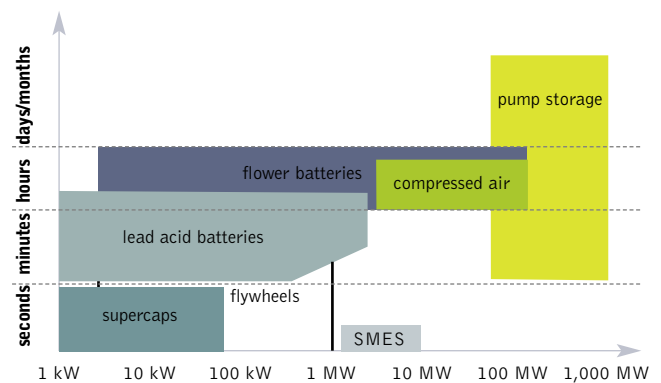 days/months
hours
minutes
seconds
pump storage
flower batteries
compressed air
lead acid batteries
flywheels
supercaps
SMES
1 kW 10 kW 100 kW 1 MW 10 MW 100 MW 1,000 MW